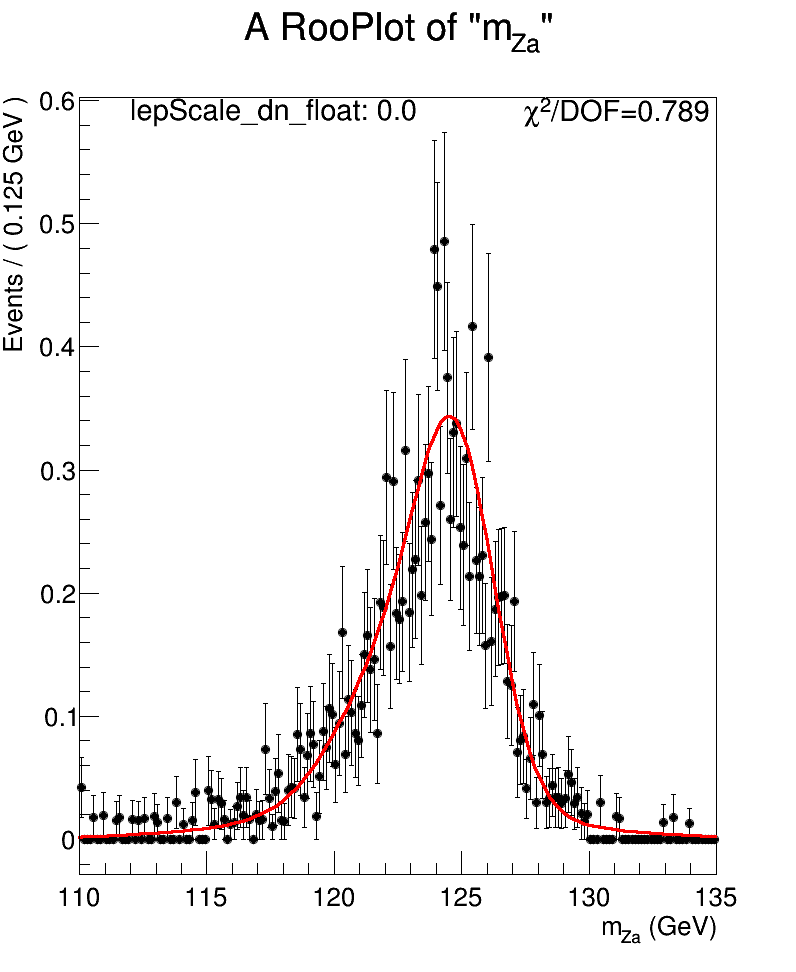 A RooPlot of "m_Za"
lepScale_dn_float: 0.0
χ²/DOF=0.789
Events / ( 0.125 GeV )
0.6
0.5
0.4
0.3
0.2
0.1
0
110 115 120 125 130 135
m_Za (GeV)